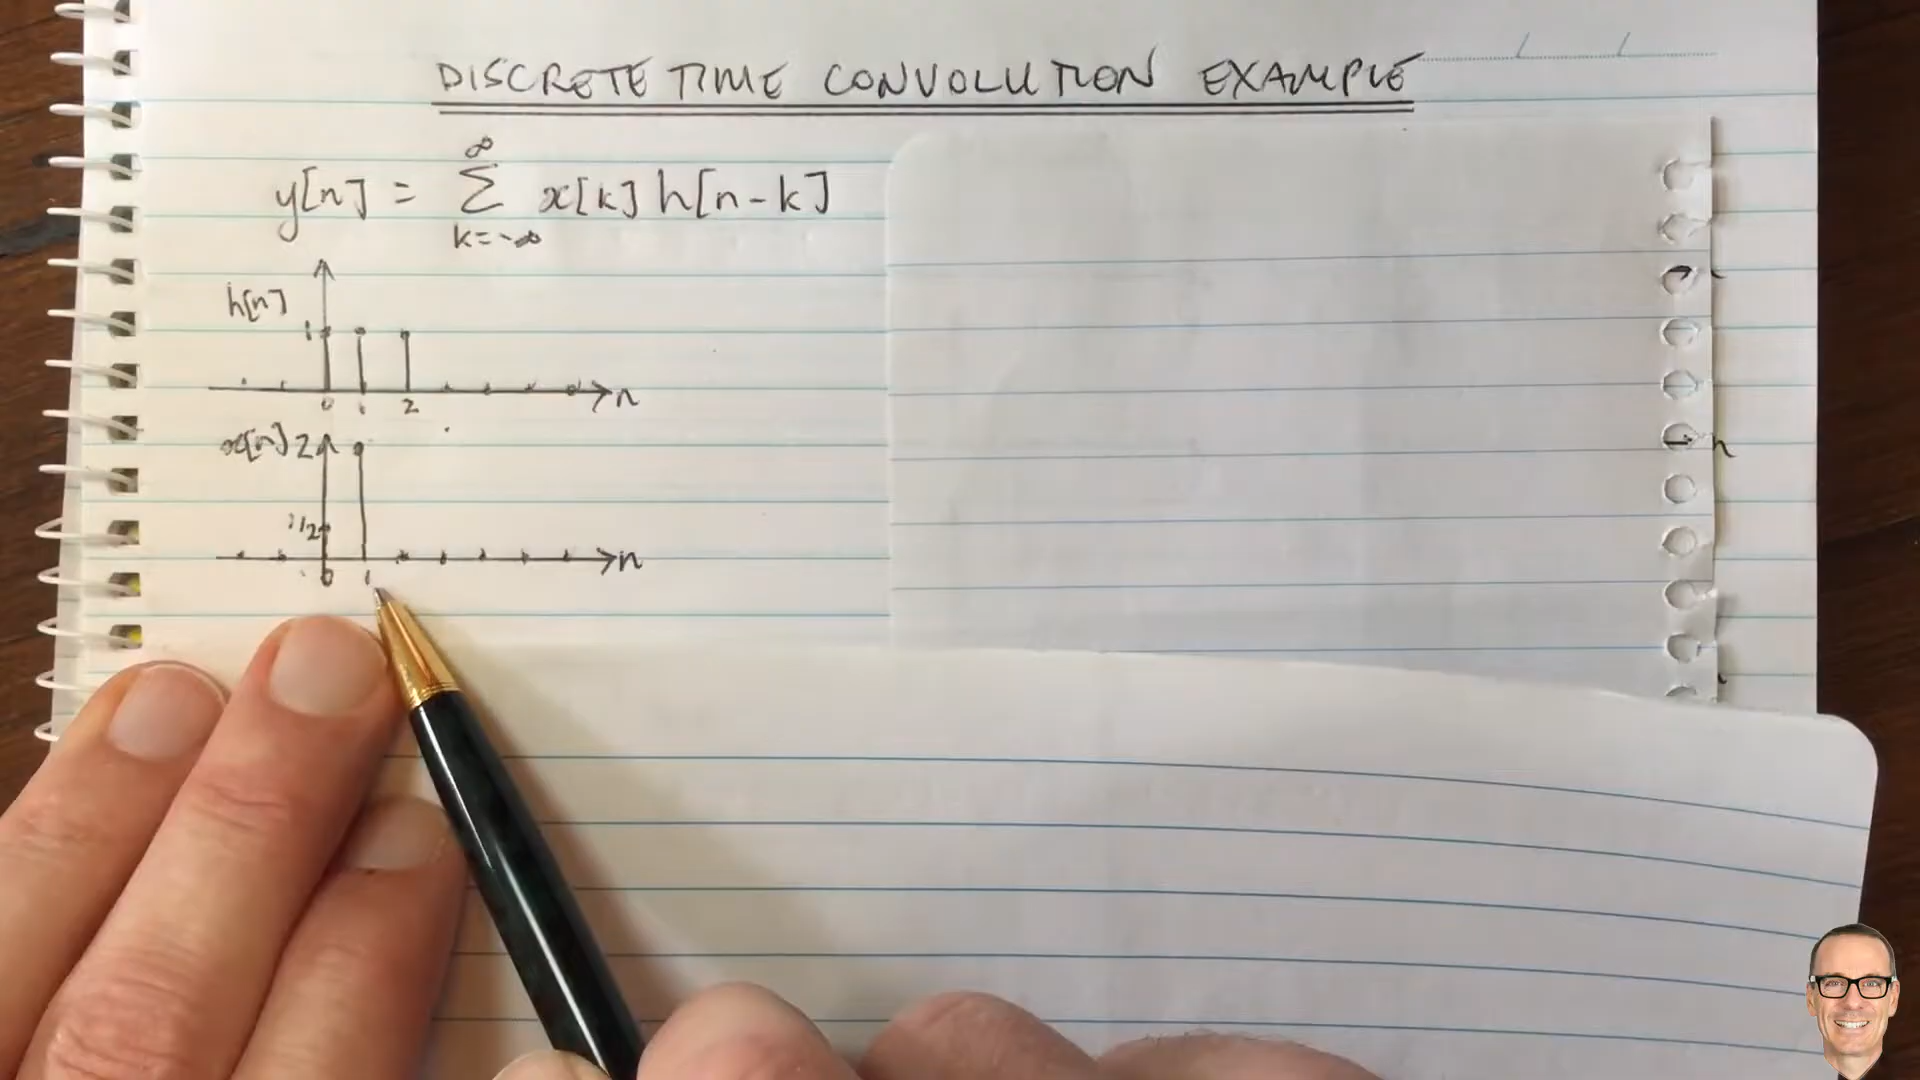 DISCRETE TIME CONVOLUTION EXAMPLE
∞
y[n] = Σ x[k] h[n-k]
k=-∞
h[n]
1
n
0 1 2
x[n] 2
1/2
n
0 1